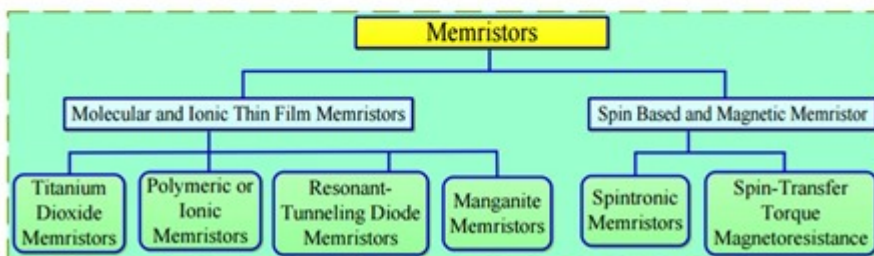 Memristors
Molecular and Ionic Thin Film Memristors
Spin Based and Magnetic Memristor
Titanium
Dioxide
Memristors
Polymeric or
Ionic
Memristors
Resonant-
Tunneling Diode
Memristors
Manganite
Memristors
Spintronic
Memristors
Spin-Transfer
Torque
Magnetoresistance